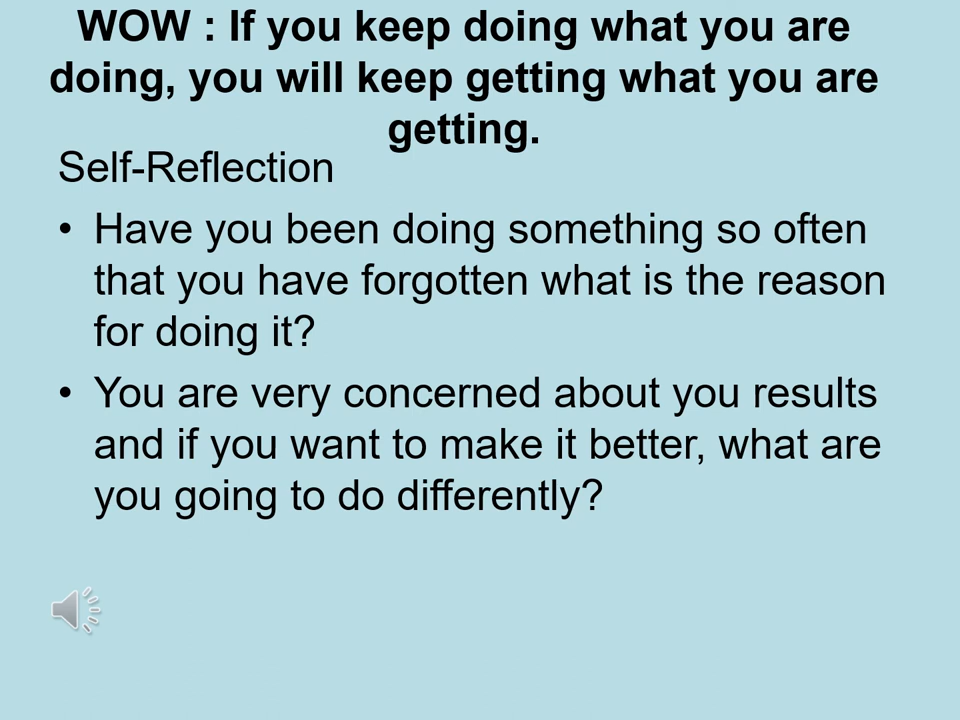 WOW : If you keep doing what you are
doing, you will keep getting what you are
getting.
Self-Reflection
• Have you been doing something so often
that you have forgotten what is the reason
for doing it?
• You are very concerned about you results
and if you want to make it better, what are
you going to do differently?